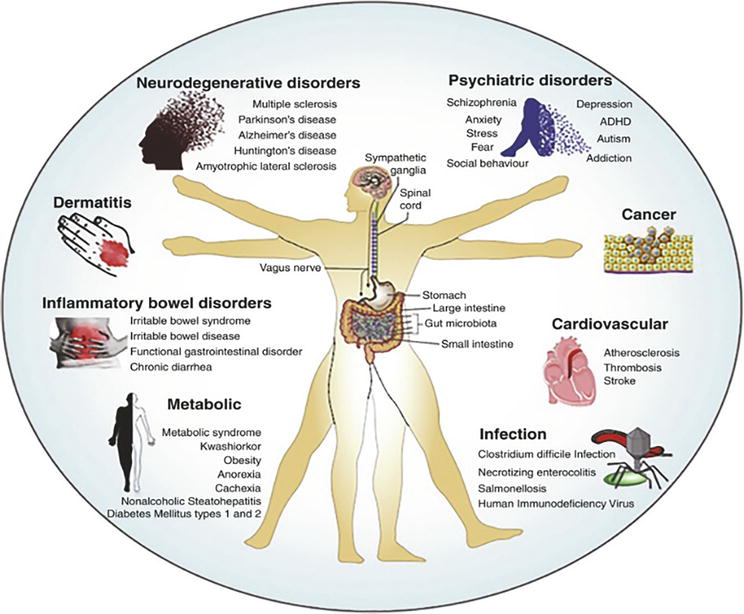 Neurodegenerative disorders
Multiple sclerosis
Parkinson's disease
Alzheimer's disease
Huntington's disease
Amyotrophic lateral sclerosis
Psychiatric disorders
Schizophrenia
Anxiety
Stress
Fear
Social behaviour
Depression
ADHD
Autism
Addiction
Sympathetic
ganglia
Spinal
cord
Vagus nerve
Stomach
Large intestine
Gut microbiota
Small intestine
Dermatitis
Cancer
Inflammatory bowel disorders
Irritable bowel syndrome
Irritable bowel disease
Functional gastrointestinal disorder
Chronic diarrhea
Cardiovascular
Atherosclerosis
Thrombosis
Stroke
Metabolic
Metabolic syndrome
Kwashiorkor
Obesity
Anorexia
Cachexia
Nonalcoholic Steatohepatitis
Diabetes Mellitus types 1 and 2
Infection
Clostridium difficile Infection
Necrotizing enterocolitis
Salmonellosis
Human Immunodeficiency Virus